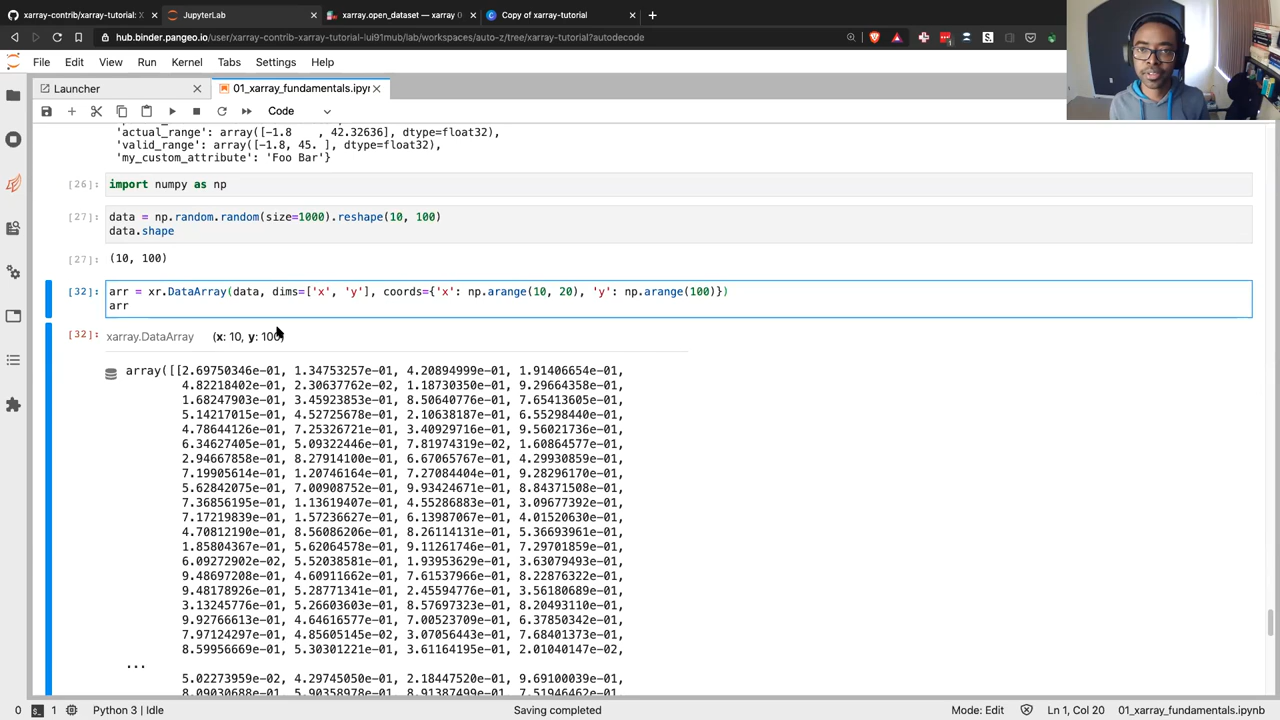 xarray-contrib/xarray-tutorial: X
JupyterLab
xarray.open_dataset — xarray 0
Copy of xarray-tutorial
hub.binder.pangeo.io/user/xarray-contrib-xarray-tutorial-lui91mub/lab/workspaces/auto-z/tree/xarray-tutorial?autodecode
File Edit View Run Kernel Tabs Settings Help
Launcher
01_xarray_fundamentals.ipyn
Code
'actual_range': array([-1.8 , 42.32636], dtype=float32),
'valid_range': array([-1.8, 45. ], dtype=float32),
'my_custom_attribute': 'Foo Bar'}
[26]: import numpy as np
[27]: data = np.random.random(size=1000).reshape(10, 100)
data.shape
[27]: (10, 100)
[32]: arr = xr.DataArray(data, dims=['x', 'y'], coords={'x': np.arange(10, 20), 'y': np.arange(100)})
arr
[32]: xarray.DataArray (x: 10, y: 100)
array([[2.69750346e-01, 1.34753257e-01, 4.20894999e-01, 1.91406654e-01,
4.82218402e-01, 2.30637762e-02, 1.18730350e-01, 9.29664358e-01,
1.68247903e-01, 3.45923853e-01, 8.50640776e-01, 7.65413605e-01,
5.14217015e-01, 4.52725678e-01, 2.10638187e-01, 6.55298440e-01,
4.78644126e-01, 7.25326721e-01, 3.40929716e-01, 9.56021736e-01,
6.34627405e-01, 5.09322446e-01, 7.81974319e-02, 1.60864577e-01,
2.94667858e-01, 8.27914100e-01, 6.67065767e-01, 4.29930859e-01,
7.19905614e-01, 1.20746164e-01, 7.27084404e-01, 9.28296170e-01,
5.62842075e-01, 7.00908752e-01, 9.93424671e-01, 8.84371508e-01,
7.36856195e-01, 1.13619407e-01, 4.55286883e-01, 3.09677392e-01,
7.17219839e-01, 1.57236627e-01, 6.13987067e-01, 4.01520630e-01,
4.70812190e-01, 8.56086206e-01, 8.26114131e-01, 5.36693961e-01,
1.85804367e-01, 5.62064578e-01, 9.11261746e-01, 7.29701859e-01,
6.09272902e-02, 5.52038581e-01, 1.93953629e-01, 3.63079493e-01,
9.48697208e-01, 4.60911662e-01, 7.61537966e-01, 8.22876322e-01,
9.48178926e-01, 5.28771341e-01, 2.45594776e-01, 3.56180689e-01,
3.13245776e-01, 5.26603603e-01, 8.57697323e-01, 8.20493110e-01,
9.92766613e-01, 4.64616577e-01, 7.00523709e-01, 6.37850342e-01,
7.97124297e-01, 4.85605145e-02, 3.07056443e-01, 7.68401373e-01,
8.59956669e-01, 5.30301221e-01, 3.61164195e-01, 2.01040147e-02,
...
5.02273959e-02, 4.29745050e-01, 2.18447520e-01, 9.69100039e-01,
8.09030688e-01, 5.90358978e-01, 8.91387499e-01, 7.51946462e-01,
0
1
Python 3 | Idle
Saving completed
Mode: Edit
Ln 1, Col 20
01_xarray_fundamentals.ipynb